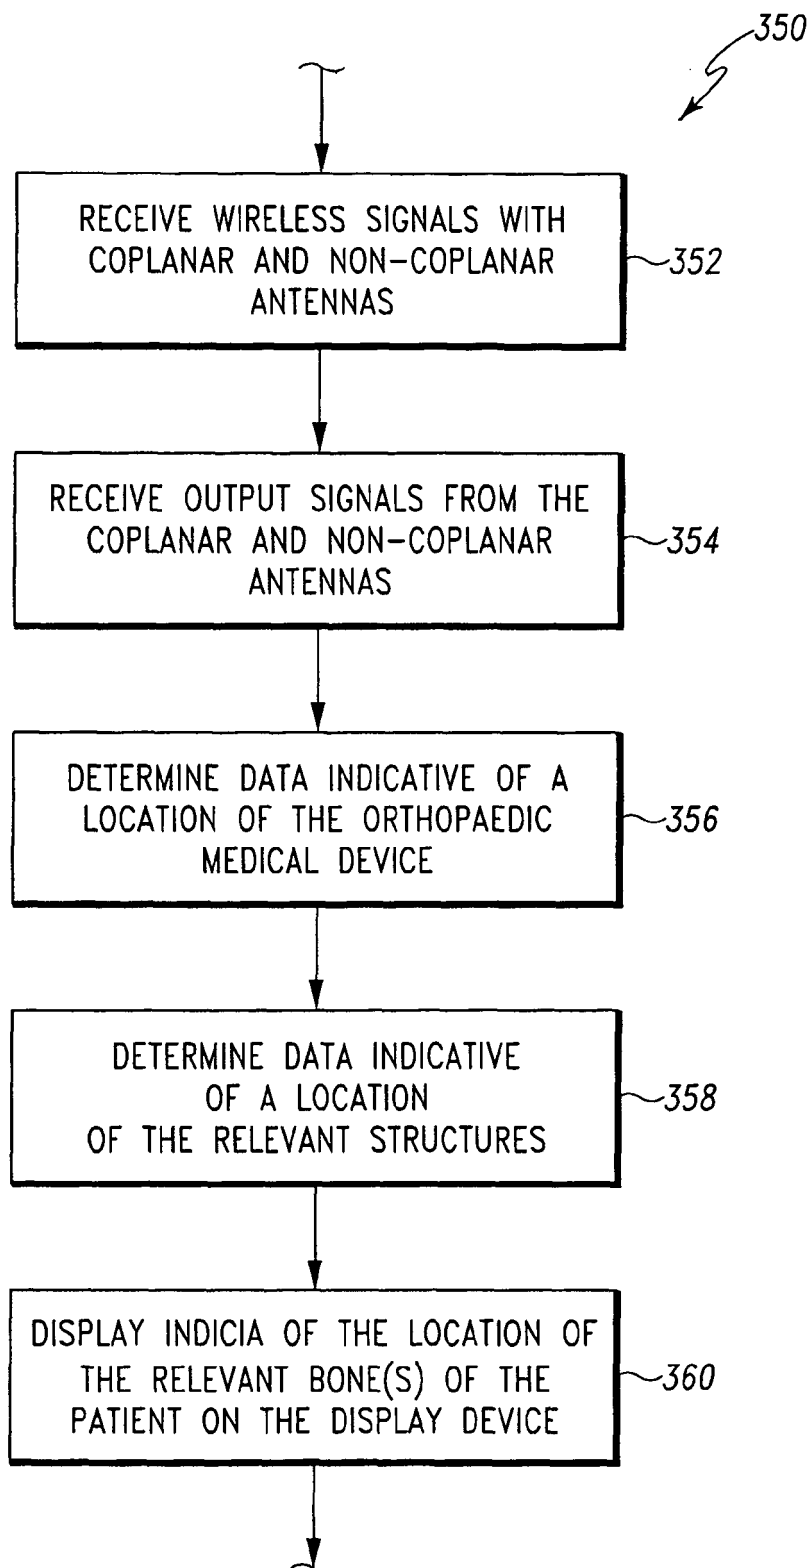 350
RECEIVE WIRELESS SIGNALS WITH
COPLANAR AND NON-COPLANAR
ANTENNAS
352
RECEIVE OUTPUT SIGNALS FROM THE
COPLANAR AND NON-COPLANAR
ANTENNAS
354
DETERMINE DATA INDICATIVE OF A
LOCATION OF THE ORTHOPAEDIC
MEDICAL DEVICE
356
DETERMINE DATA INDICATIVE
OF A LOCATION
OF THE RELEVANT STRUCTURES
358
DISPLAY INDICIA OF THE LOCATION OF
THE RELEVANT BONE(S) OF THE
PATIENT ON THE DISPLAY DEVICE
360